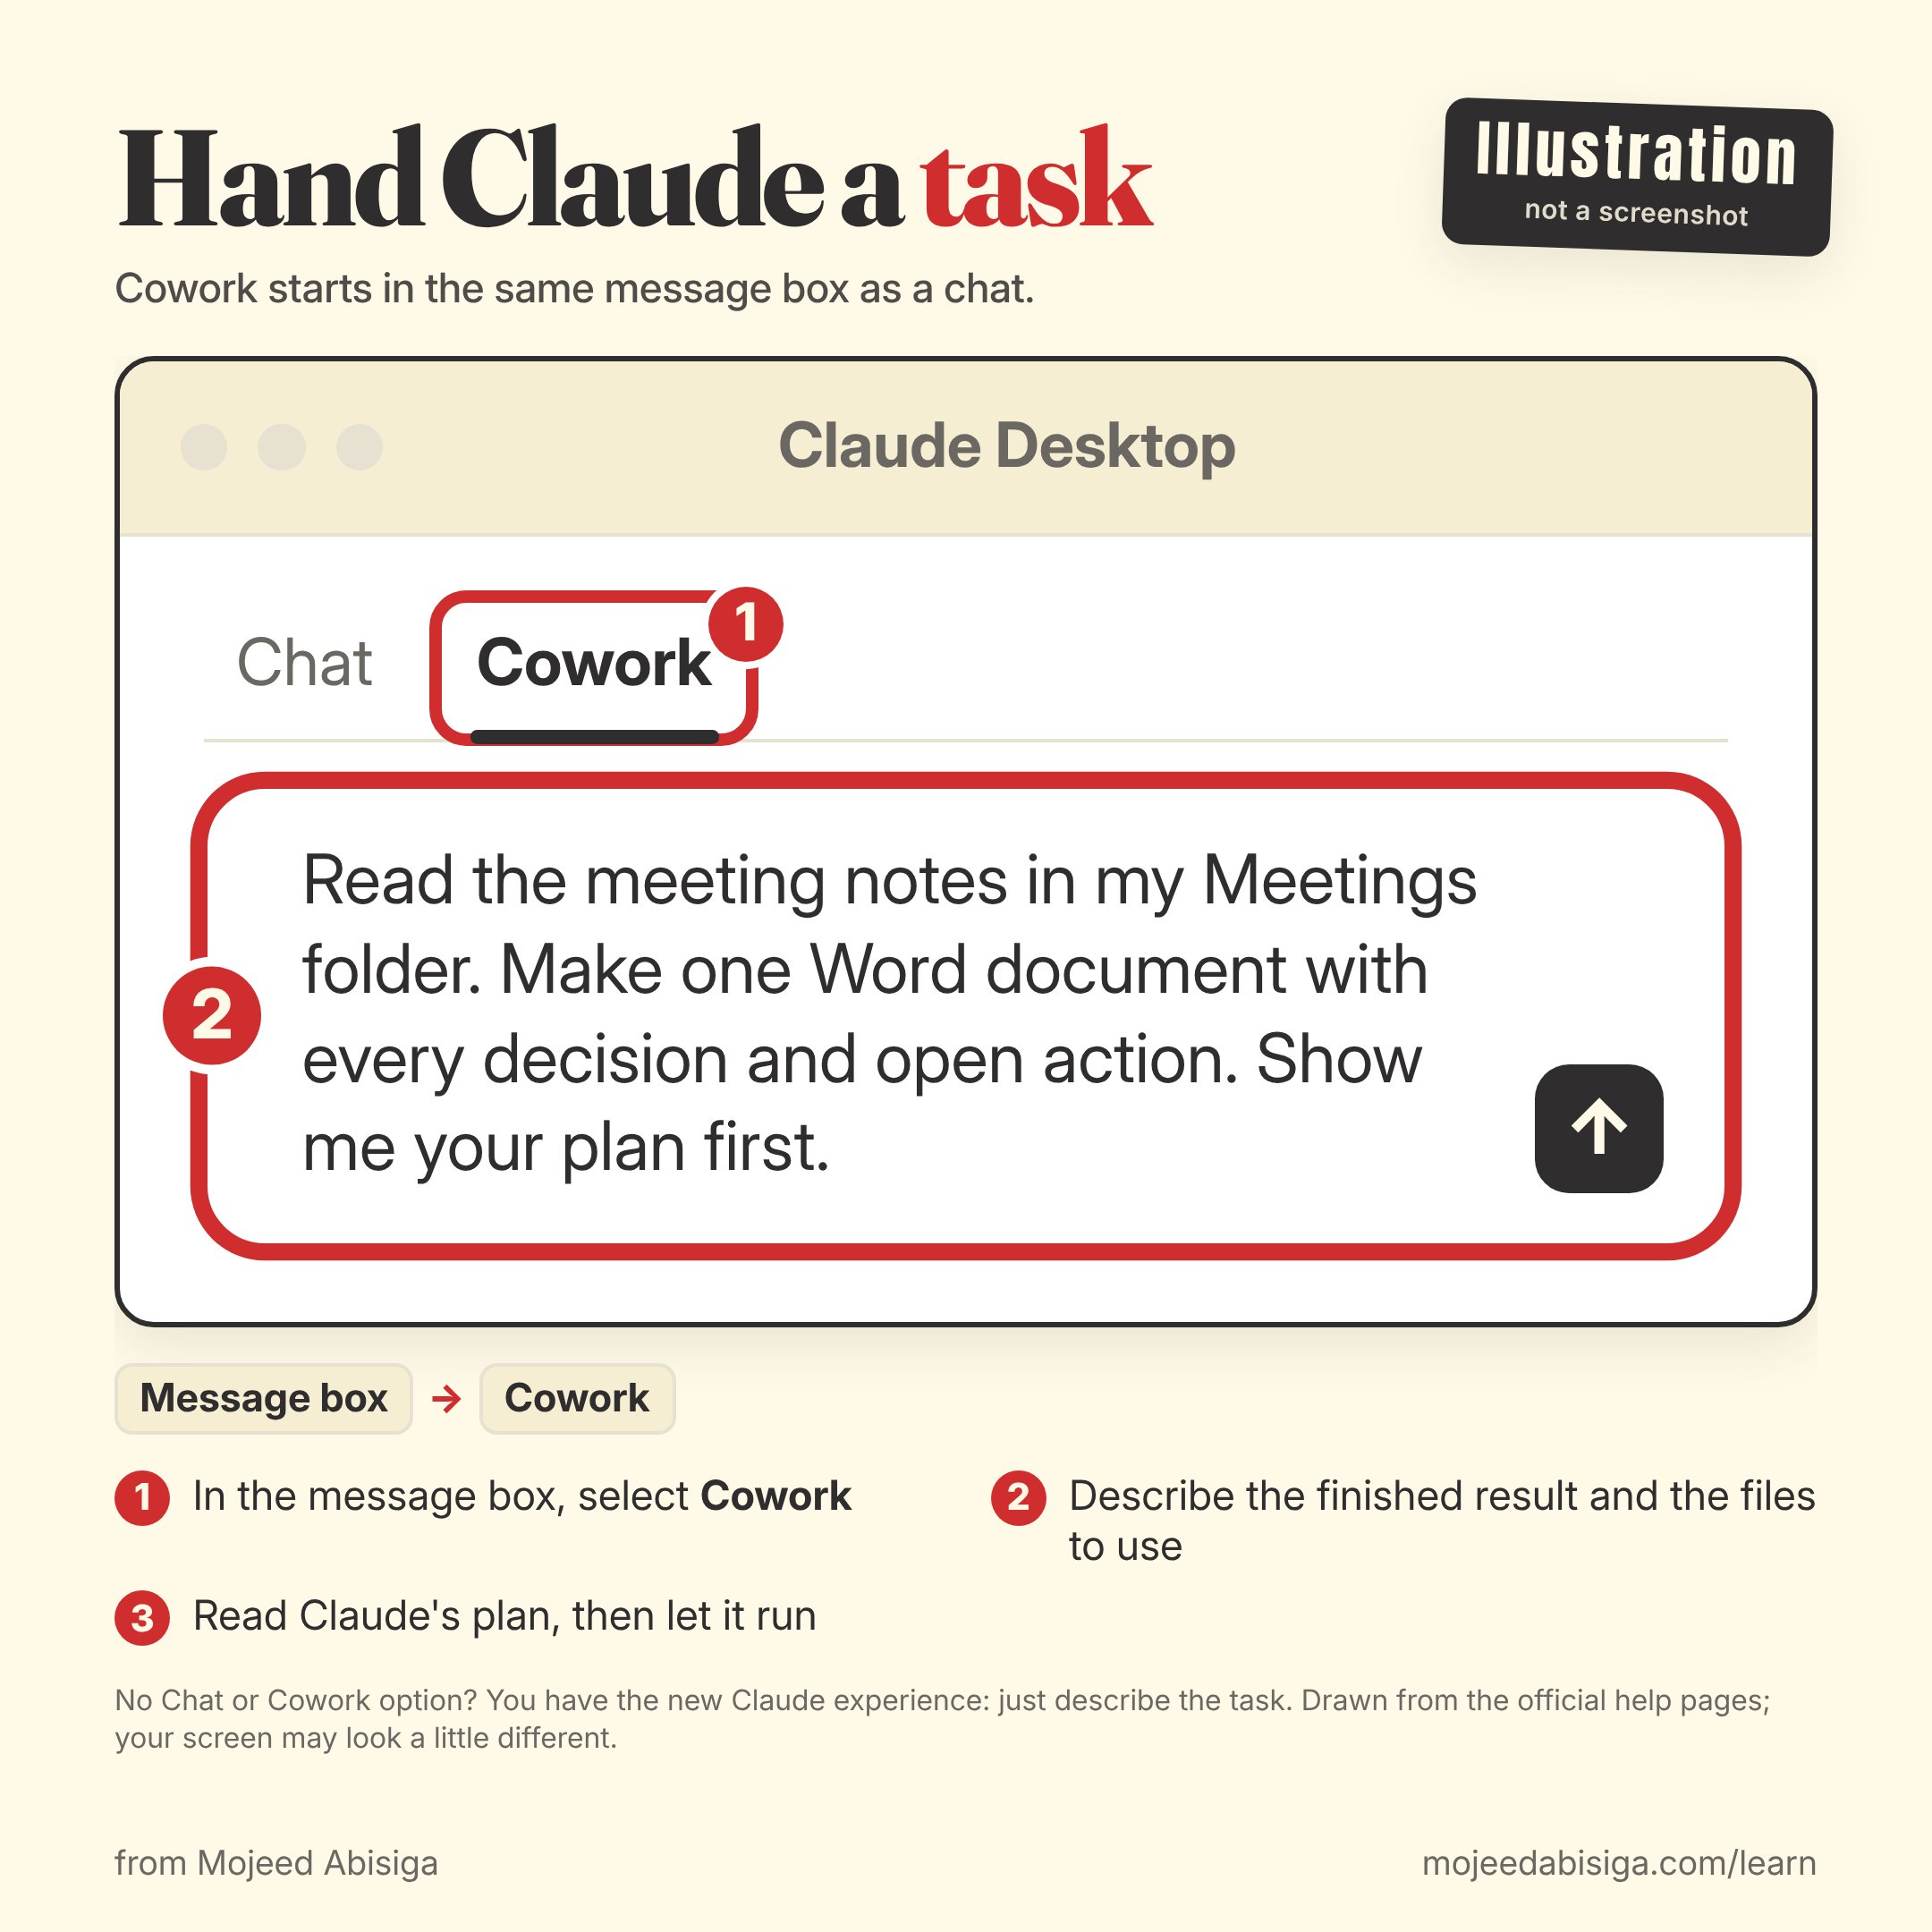 Hand Claude a task
Illustration
not a screenshot
Cowork starts in the same message box as a chat.
Claude Desktop
Chat
Cowork
1
2
Read the meeting notes in my Meetings
folder. Make one Word document with
every decision and open action. Show
me your plan first.
Message box → Cowork
1 In the message box, select Cowork
2 Describe the finished result and the files
to use
3 Read Claude's plan, then let it run
No Chat or Cowork option? You have the new Claude experience: just describe the task. Drawn from the official help pages;
your screen may look a little different.
from Mojeed Abisiga
mojeedabisiga.com/learn